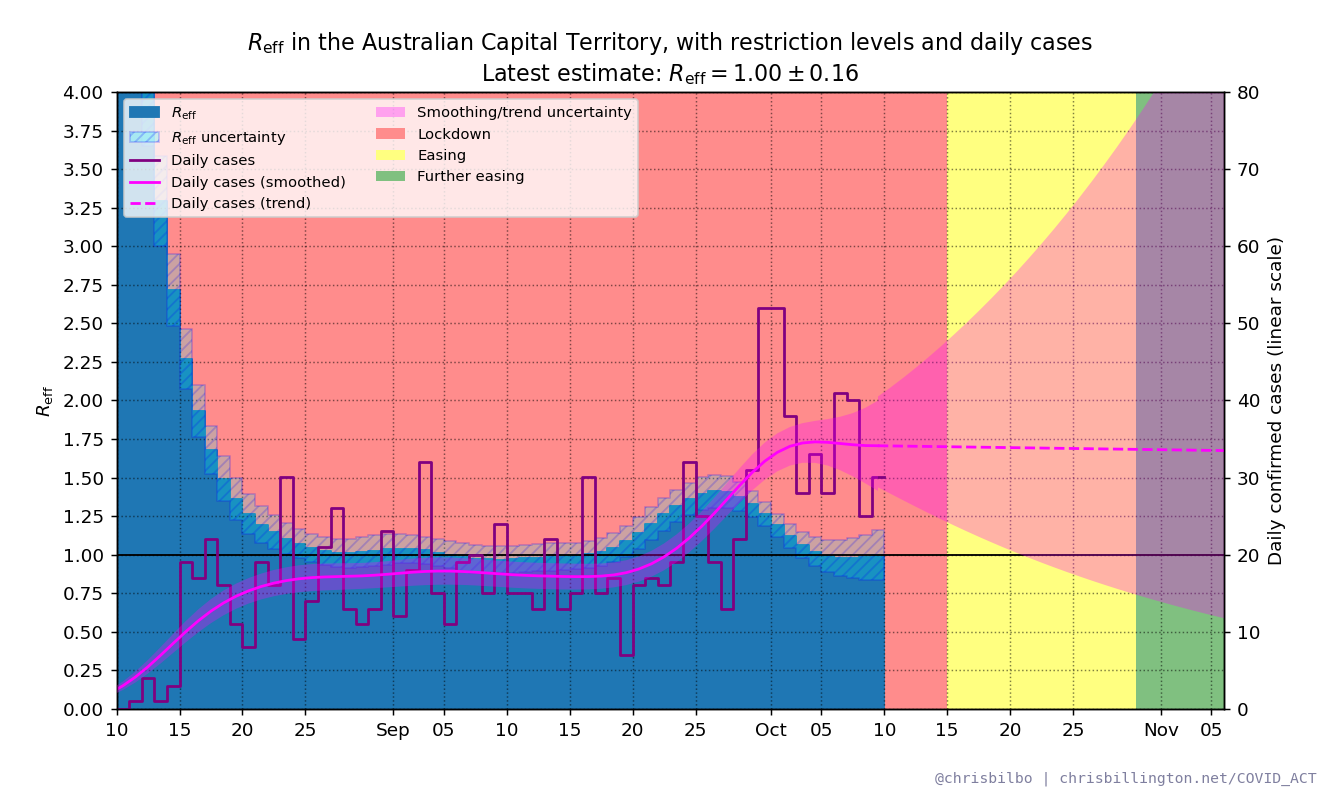 Reff in the Australian Capital Territory, with restriction levels and daily cases
Latest estimate: Reff = 1.00 ± 0.16
Reff
Reff uncertainty
Daily cases
Daily cases (smoothed)
Daily cases (trend)
Smoothing/trend uncertainty
Lockdown
Easing
Further easing
4.00
3.75
3.50
3.25
3.00
2.75
2.50
2.25
2.00
1.75
1.50
1.25
1.00
0.75
0.50
0.25
0.00
Reff
80
70
60
50
40
30
20
10
0
Daily confirmed cases (linear scale)
10 15 20 25 Sep 05 10 15 20 25 Oct 05 10 15 20 25 Nov 05
@chrisbilbo | chrisbillington.net/COVID_ACT